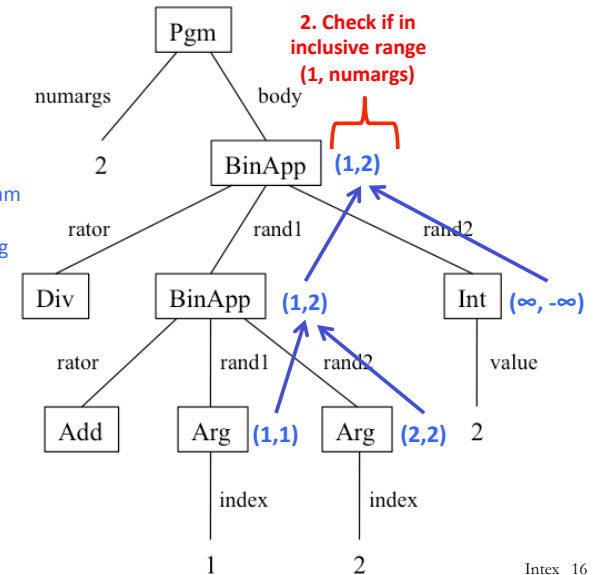 Pgm
2. Check if in
inclusive range
(1, numargs)
numargs
body
2
BinApp
(1,2)
am
g
rator
rand1
rand2
Div
BinApp
(1,2)
Int
(∞, -∞)
rator
rand1
rand2
value
Add
Arg
(1,1)
Arg
(2,2)
2
index
index
1
2
Intex 16